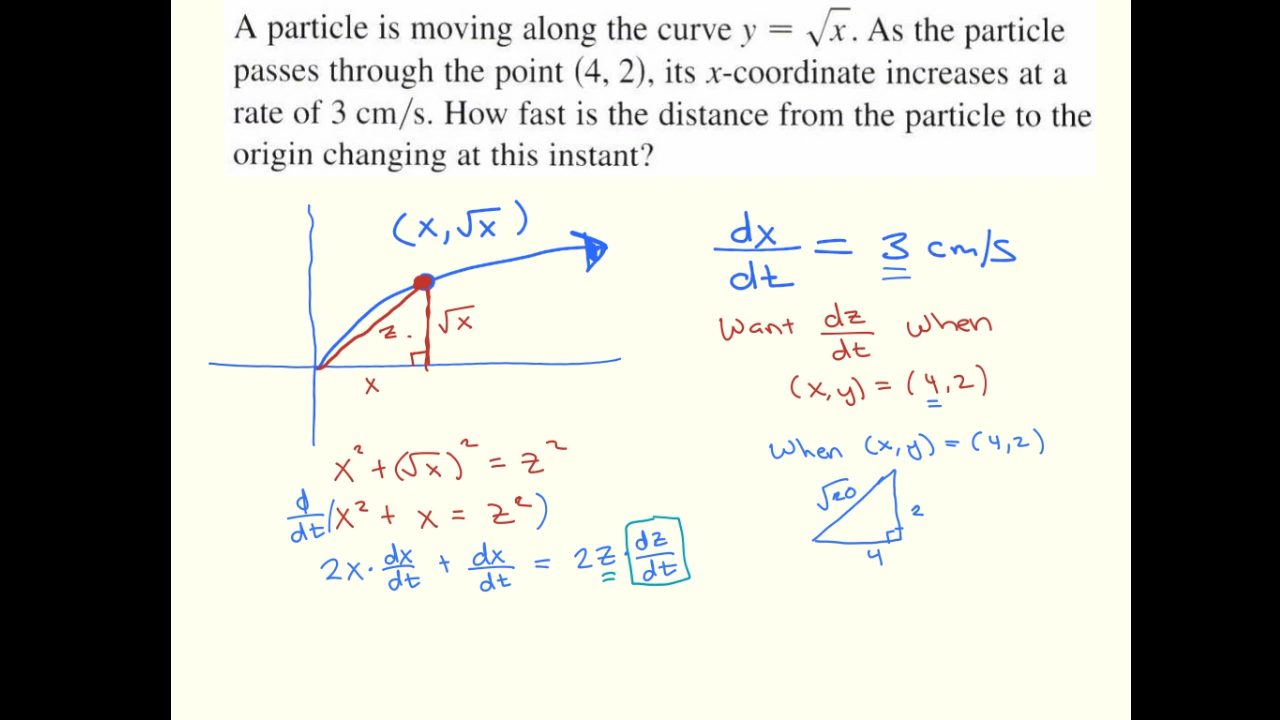 A particle is moving along the curve y = √x. As the particle
passes through the point (4, 2), its x-coordinate increases at a
rate of 3 cm/s. How fast is the distance from the particle to the
origin changing at this instant?
(x, √x)
z
√x
x
dx/dt = 3 cm/s
Want dz/dt when
(x, y) = (4, 2)
x² + (√x)² = z²
d/dt (x² + x = z²)
2x · dx/dt + dx/dt = 2z · dz/dt
When (x, y) = (4, 2)
√20
2
4